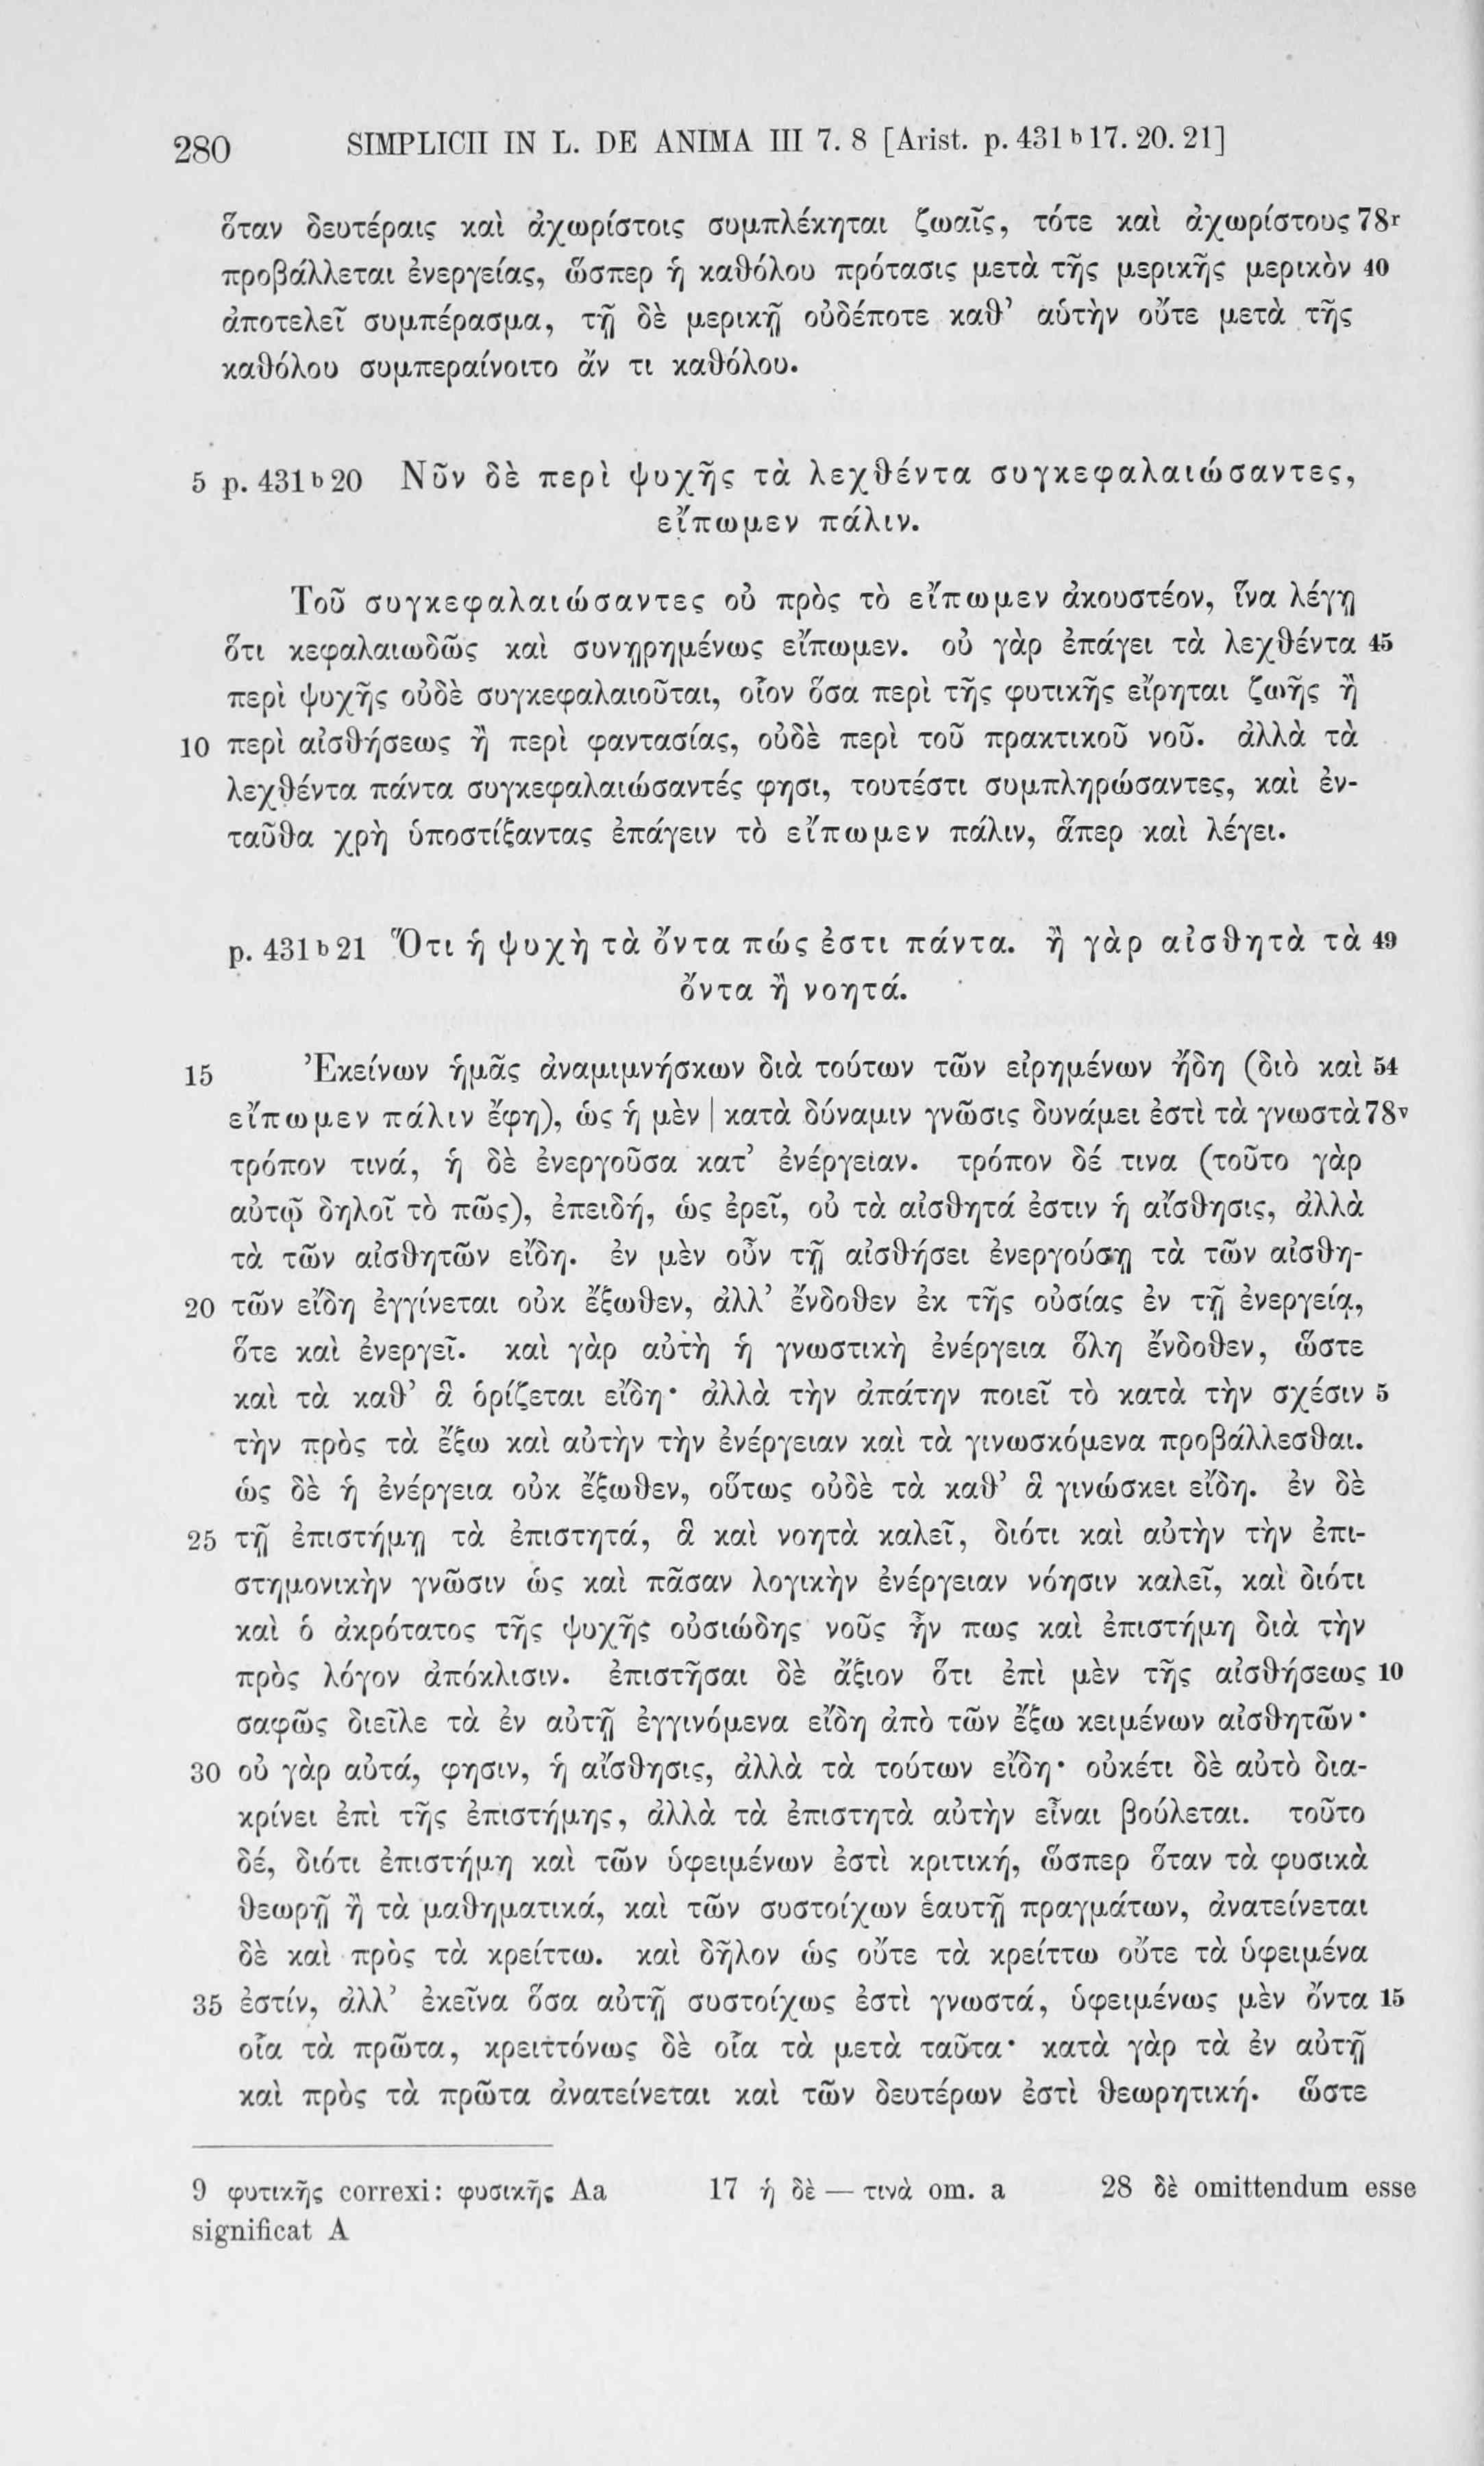 280 SIMPLICII IN L. DE ANIMA III 7. 8 [Arist. p. 431 b 17. 20. 21]
ὅταν δευτέραις καὶ ἀχωρίστοις συμπλέκηται ζωαῖς, τότε καὶ ἀχωρίστους 78r
προβάλλεται ἐνεργείας, ὥσπερ ἡ καθόλου πρότασις μετὰ τῆς μερικῆς μερικὸν 40
ἀποτελεῖ συμπέρασμα, τῇ δὲ μερικῇ οὐδέποτε καθ’ αὑτὴν οὔτε μετὰ τῆς
καθόλου συμπεραίνοιτο ἄν τι καθόλου.
5 p. 431 b 20 Νῦν δὲ περὶ ψυχῆς τὰ λεχθέντα συγκεφαλαιώσαντες,
εἴπωμεν πάλιν.
Τοῦ συγκεφαλαιώσαντες οὐ πρὸς τὸ εἴπωμεν ἀκουστέον, ἵνα λέγῃ
ὅτι κεφαλαιωδῶς καὶ συνῃρημένως εἴπωμεν. οὐ γὰρ ἐπάγει τὰ λεχθέντα 45
περὶ ψυχῆς οὐδὲ συγκεφαλαιοῦται, οἷον ὅσα περὶ τῆς φυτικῆς εἴρηται ζωῆς ἢ
10 περὶ αἰσθήσεως ἢ περὶ φαντασίας, οὐδὲ περὶ τοῦ πρακτικοῦ νοῦ. ἀλλὰ τὰ
λεχθέντα πάντα συγκεφαλαιώσαντές φησι, τουτέστι συμπληρώσαντες, καὶ ἐν-
ταῦθα χρὴ ὑποστίξαντας ἐπάγειν τὸ εἴπωμεν πάλιν, ἅπερ καὶ λέγει.
p. 431 b 21 Ὅτι ἡ ψυχὴ τὰ ὄντα πώς ἐστι πάντα. ἢ γὰρ αἰσθητὰ τὰ 49
ὄντα ἢ νοητά.
15 Ἐκείνων ἡμᾶς ἀναμιμνήσκων διὰ τούτων τῶν εἰρημένων ἤδη (διὸ καὶ 54
εἴπωμεν πάλιν ἔφη), ὡς ἡ μὲν | κατὰ δύναμιν γνῶσις δυνάμει ἐστὶ τὰ γνωστὰ 78v
τρόπον τινά, ἡ δὲ ἐνεργοῦσα κατ’ ἐνέργειαν. τρόπον δέ τινα (τοῦτο γὰρ
αὐτῷ δηλοῖ τὸ πῶς), ἐπειδή, ὡς ἐρεῖ, οὐ τὰ αἰσθητά ἐστιν ἡ αἴσθησις, ἀλλὰ
τὰ τῶν αἰσθητῶν εἴδη. ἐν μὲν οὖν τῇ αἰσθήσει ἐνεργούσῃ τὰ τῶν αἰσθη-
20 τῶν εἴδη ἐγγίνεται οὐκ ἔξωθεν, ἀλλ’ ἔνδοθεν ἐκ τῆς οὐσίας ἐν τῇ ἐνεργείᾳ,
ὅτε καὶ ἐνεργεῖ. καὶ γὰρ αὐτὴ ἡ γνωστικὴ ἐνέργεια ὅλη ἔνδοθεν, ὥστε
καὶ τὰ καθ’ ἃ ὁρίζεται εἴδη· ἀλλὰ τὴν ἀπάτην ποιεῖ τὸ κατὰ τὴν σχέσιν 5
τὴν πρὸς τὰ ἔξω καὶ αὐτὴν τὴν ἐνέργειαν καὶ τὰ γινωσκόμενα προβάλλεσθαι.
ὡς δὲ ἡ ἐνέργεια οὐκ ἔξωθεν, οὕτως οὐδὲ τὰ καθ’ ἃ γινώσκει εἴδη. ἐν δὲ
25 τῇ ἐπιστήμῃ τὰ ἐπιστητά, ἃ καὶ νοητὰ καλεῖ, διότι καὶ αὐτὴν τὴν ἐπι-
στημονικὴν γνῶσιν ὡς καὶ πᾶσαν λογικὴν ἐνέργειαν νόησιν καλεῖ, καὶ διότι
καὶ ὁ ἀκρότατος τῆς ψυχῆς οὐσιώδης νοῦς ἦν πως καὶ ἐπιστήμη διὰ τὴν
πρὸς λόγον ἀπόκλισιν. ἐπιστῆσαι δὲ ἄξιον ὅτι ἐπὶ μὲν τῆς αἰσθήσεως 10
σαφῶς διεῖλε τὰ ἐν αὐτῇ ἐγγινόμενα εἴδη ἀπὸ τῶν ἔξω κειμένων αἰσθητῶν·
30 οὐ γὰρ αὐτά, φησιν, ἡ αἴσθησις, ἀλλὰ τὰ τούτων εἴδη· οὐκέτι δὲ αὐτὸ δια-
κρίνει ἐπὶ τῆς ἐπιστήμης, ἀλλὰ τὰ ἐπιστητὰ αὐτὴν εἶναι βούλεται. τοῦτο
δέ, διότι ἐπιστήμη καὶ τῶν ὑφειμένων ἐστὶ κριτική, ὥσπερ ὅταν τὰ φυσικὰ
θεωρῇ ἢ τὰ μαθηματικά, καὶ τῶν συστοίχων ἑαυτῇ πραγμάτων, ἀνατείνεται
δὲ καὶ πρὸς τὰ κρείττω. καὶ δῆλον ὡς οὔτε τὰ κρείττω οὔτε τὰ ὑφειμένα
35 ἐστίν, ἀλλ’ ἐκεῖνα ὅσα αὐτῇ συστοίχως ἐστὶ γνωστά, ὑφειμένως μὲν ὄντα 15
οἷα τὰ πρῶτα, κρειττόνως δὲ οἷα τὰ μετὰ ταῦτα· κατὰ γὰρ τὰ ἐν αὐτῇ
καὶ πρὸς τὰ πρῶτα ἀνατείνεται καὶ τῶν δευτέρων ἐστὶ θεωρητική. ὥστε
9 φυτικῆς correxi: φυσικῆς Aa 17 ἡ δὲ — τινὰ om. a 28 δὲ omittendum esse
significat A